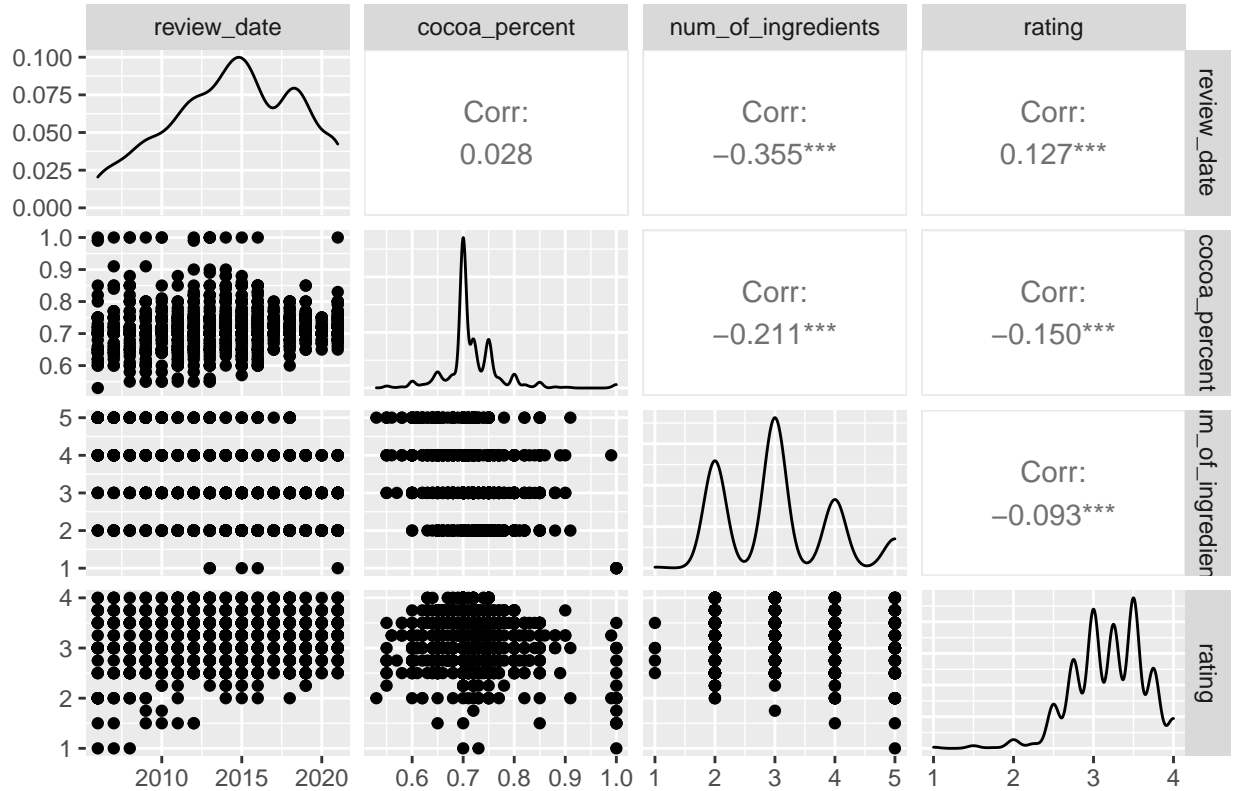 review_date cocoa_percent num_of_ingredients rating
0.100
0.075
0.050
0.025
0.000
Corr:
0.028
Corr:
−0.355***
Corr:
0.127***
review_date
1.0
0.9
0.8
0.7
0.6
Corr:
−0.211***
Corr:
−0.150***
cocoa_percent
5
4
3
2
1
Corr:
−0.093***
m_of_ingredien
4
3
2
1
rating
2010 2015 2020 0.6 0.7 0.8 0.9 1.0 1 2 3 4 5 1 2 3 4